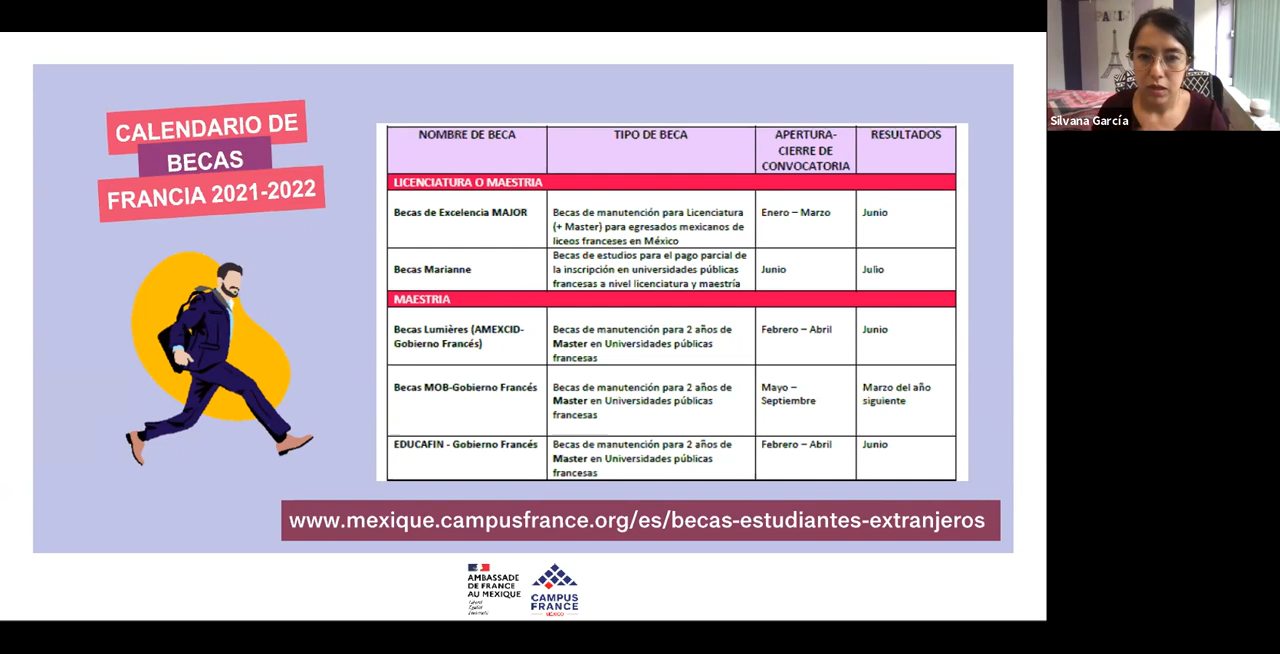 CALENDARIO DE
BECAS
FRANCIA 2021-2022
NOMBRE DE BECA
TIPO DE BECA
APERTURA-
CIERRE DE
CONVOCATORIA
RESULTADOS
LICENCIATURA O MAESTRIA
Becas de Excelencia MAJOR
Becas de manutención para Licenciatura
(+ Master) para egresados mexicanos de
liceos franceses en México
Enero – Marzo
Junio
Becas Marianne
Becas de estudios para el pago parcial de
la inscripción en universidades públicas
francesas a nivel licenciatura y maestría
Junio
Julio
MAESTRIA
Becas Lumières (AMEXCID-
Gobierno Francés)
Becas de manutención para 2 años de
Master en Universidades públicas
francesas
Febrero – Abril
Junio
Becas MOB-Gobierno Francés
Becas de manutención para 2 años de
Master en Universidades públicas
francesas
Mayo –
Septiembre
Marzo del año
siguiente
EDUCAFIN - Gobierno Francés
Becas de manutención para 2 años de
Master en Universidades públicas
francesas
Febrero – Abril
Junio
www.mexique.campusfrance.org/es/becas-estudiantes-extranjeros
AMBASSADE
DE FRANCE
AU MEXIQUE
CAMPUS
FRANCE
MEXICO
PARIS
Silvana García